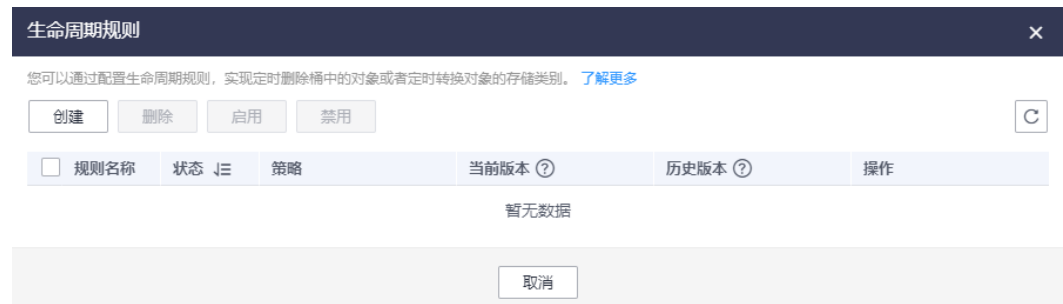 生命周期规则
您可以通过配置生命周期规则，实现定时删除桶中的对象或者定时转换对象的存储类别。 了解更多
创建 删除 启用 禁用
规则名称 状态 策略 当前版本 ? 历史版本 ? 操作
暂无数据
取消